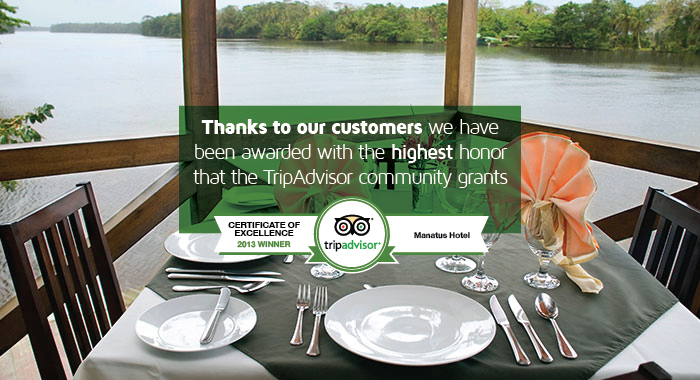 Thanks to our customers we have
been awarded with the highest honor
that the TripAdvisor community grants
CERTIFICATE OF
EXCELLENCE
2013 WINNER
tripadvisor®
Manatus Hotel